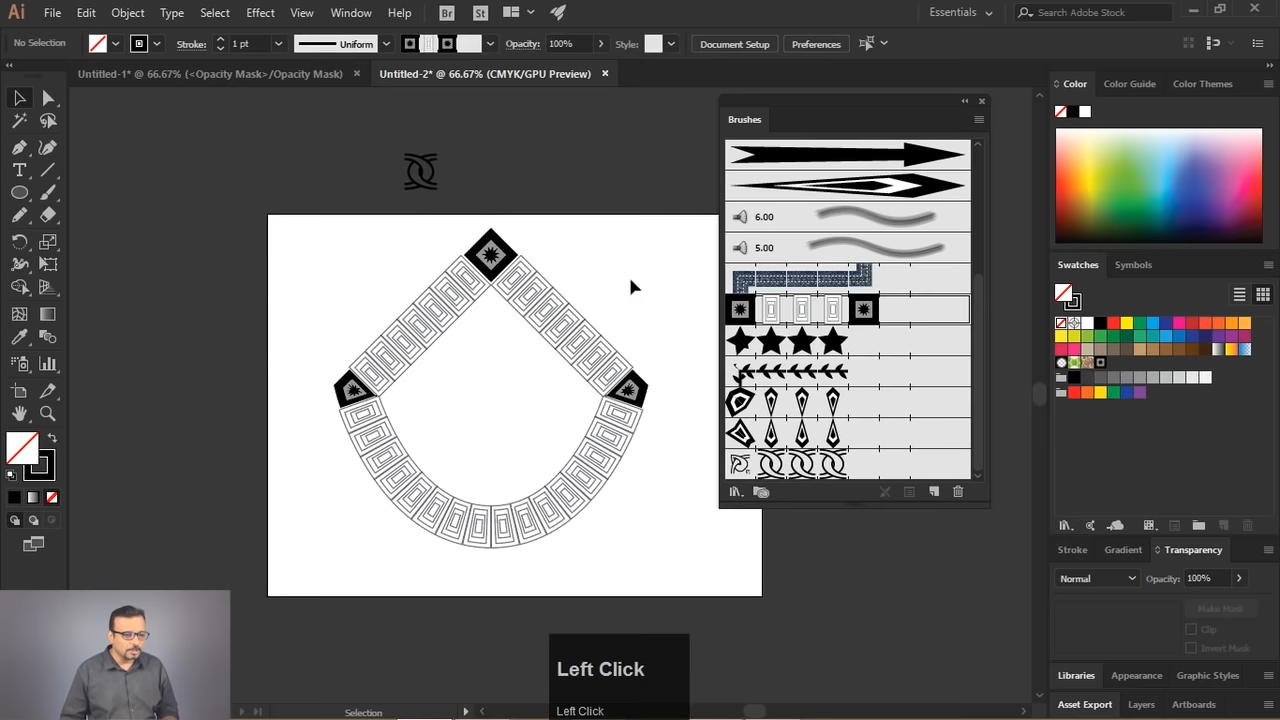 Ai File Edit Object Type Select Effect View Window Help Br St Essentials Search Adobe Stock
No Selection Stroke: 1 pt Uniform Opacity: 100% Style: Document Setup Preferences
Untitled-1* @ 66.67% (<Opacity Mask>/Opacity Mask) × Untitled-2* @ 66.67% (CMYK/GPU Preview) ×
Color Color Guide Color Themes
Brushes
6.00
5.00
Swatches Symbols
Stroke Gradient Transparency
Normal Opacity: 100%
Make Mask
Clip
Invert Mask
Libraries Appearance Graphic Styles
Asset Export Layers Artboards
Left Click
Left Click
Selection